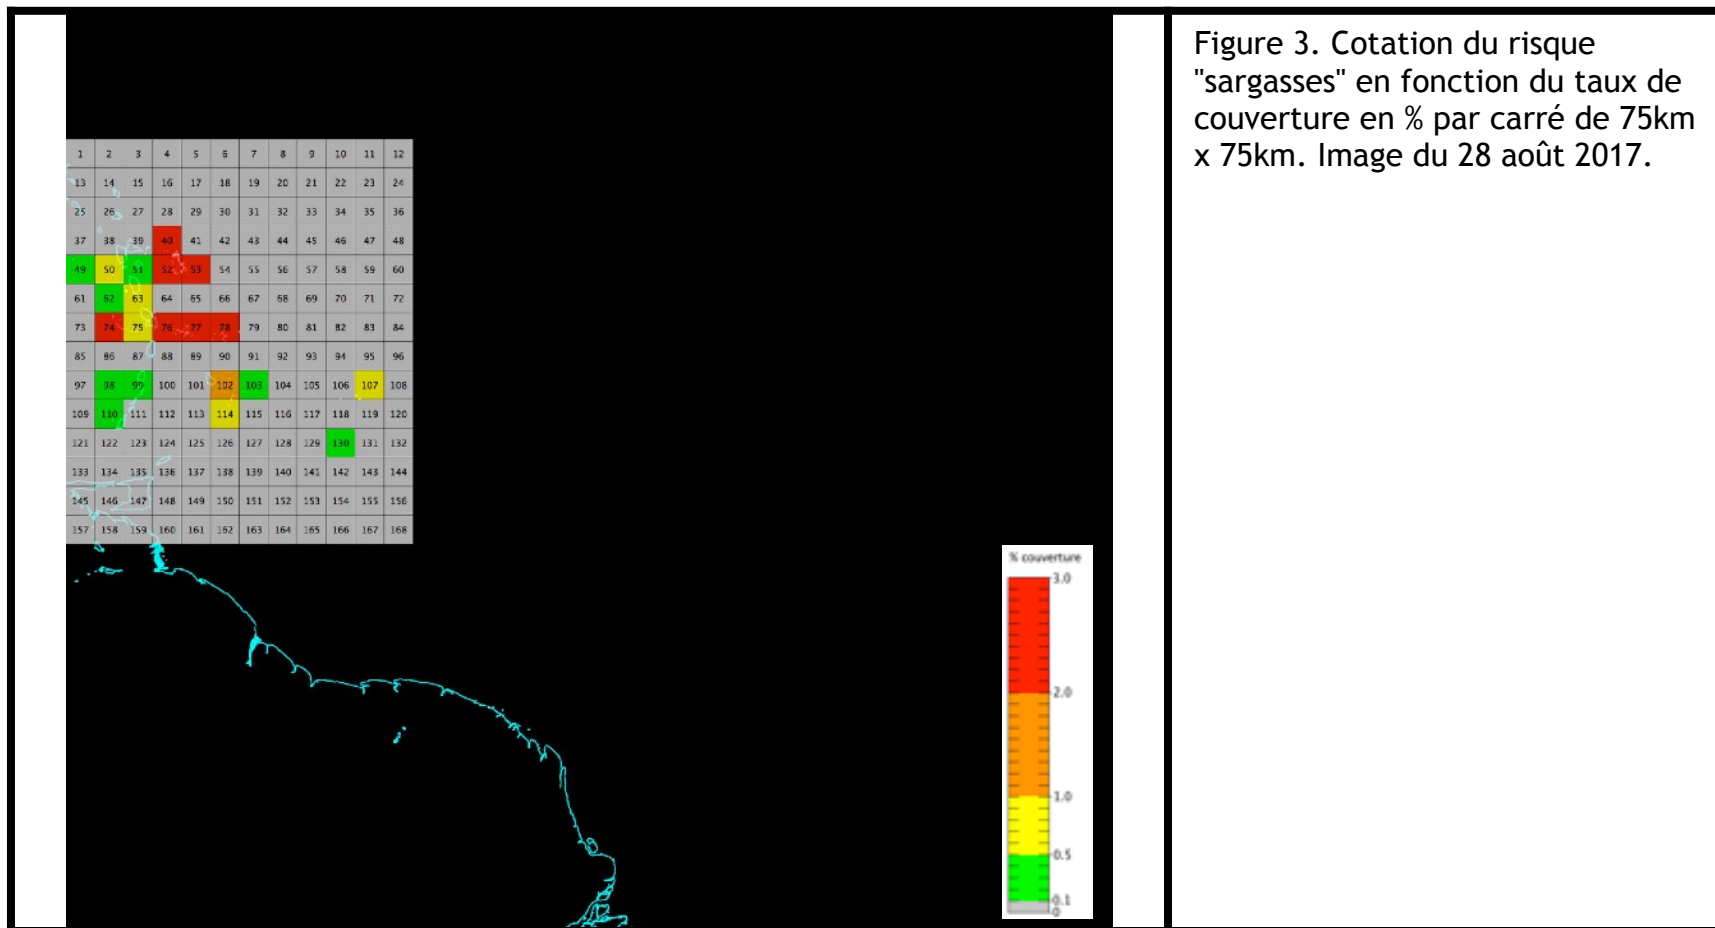 Figure 3. Cotation du risque
"sargasses" en fonction du taux de
couverture en % par carré de 75km
x 75km. Image du 28 août 2017.
1 2 3 4 5 6 7 8 9 10 11 12
13 14 15 16 17 18 19 20 21 22 23 24
25 26 27 28 29 30 31 32 33 34 35 36
37 38 39 40 41 42 43 44 45 46 47 48
49 50 51 52 53 54 55 56 57 58 59 60
61 62 63 64 65 66 67 68 69 70 71 72
73 74 75 76 77 78 79 80 81 82 83 84
85 86 87 88 89 90 91 92 93 94 95 96
97 98 99 100 101 102 103 104 105 106 107 108
109 110 111 112 113 114 115 116 117 118 119 120
121 122 123 124 125 126 127 128 129 130 131 132
133 134 135 136 137 138 139 140 141 142 143 144
145 146 147 148 149 150 151 152 153 154 155 156
157 158 159 160 161 162 163 164 165 166 167 168
% couverture
3.0
2.0
1.0
0.5
0.1
0